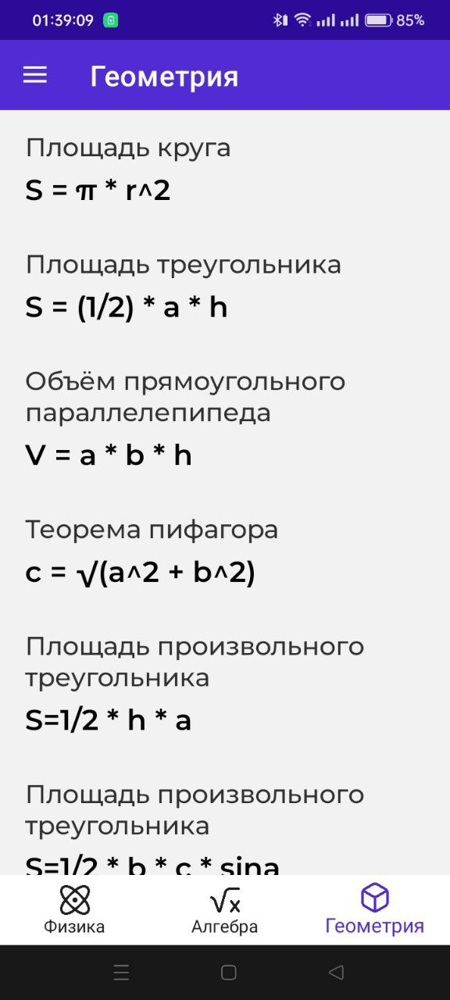 01:39:09
85%
Геометрия
Площадь круга
S = π * r^2
Площадь треугольника
S = (1/2) * a * h
Объём прямоугольного
параллелепипеда
V = a * b * h
Теорема пифагора
c = √(a^2 + b^2)
Площадь произвольного
треугольника
S=1/2 * h * a
Площадь произвольного
треугольника
S=1/2 * b * c * sina
Физика
Алгебра
Геометрия